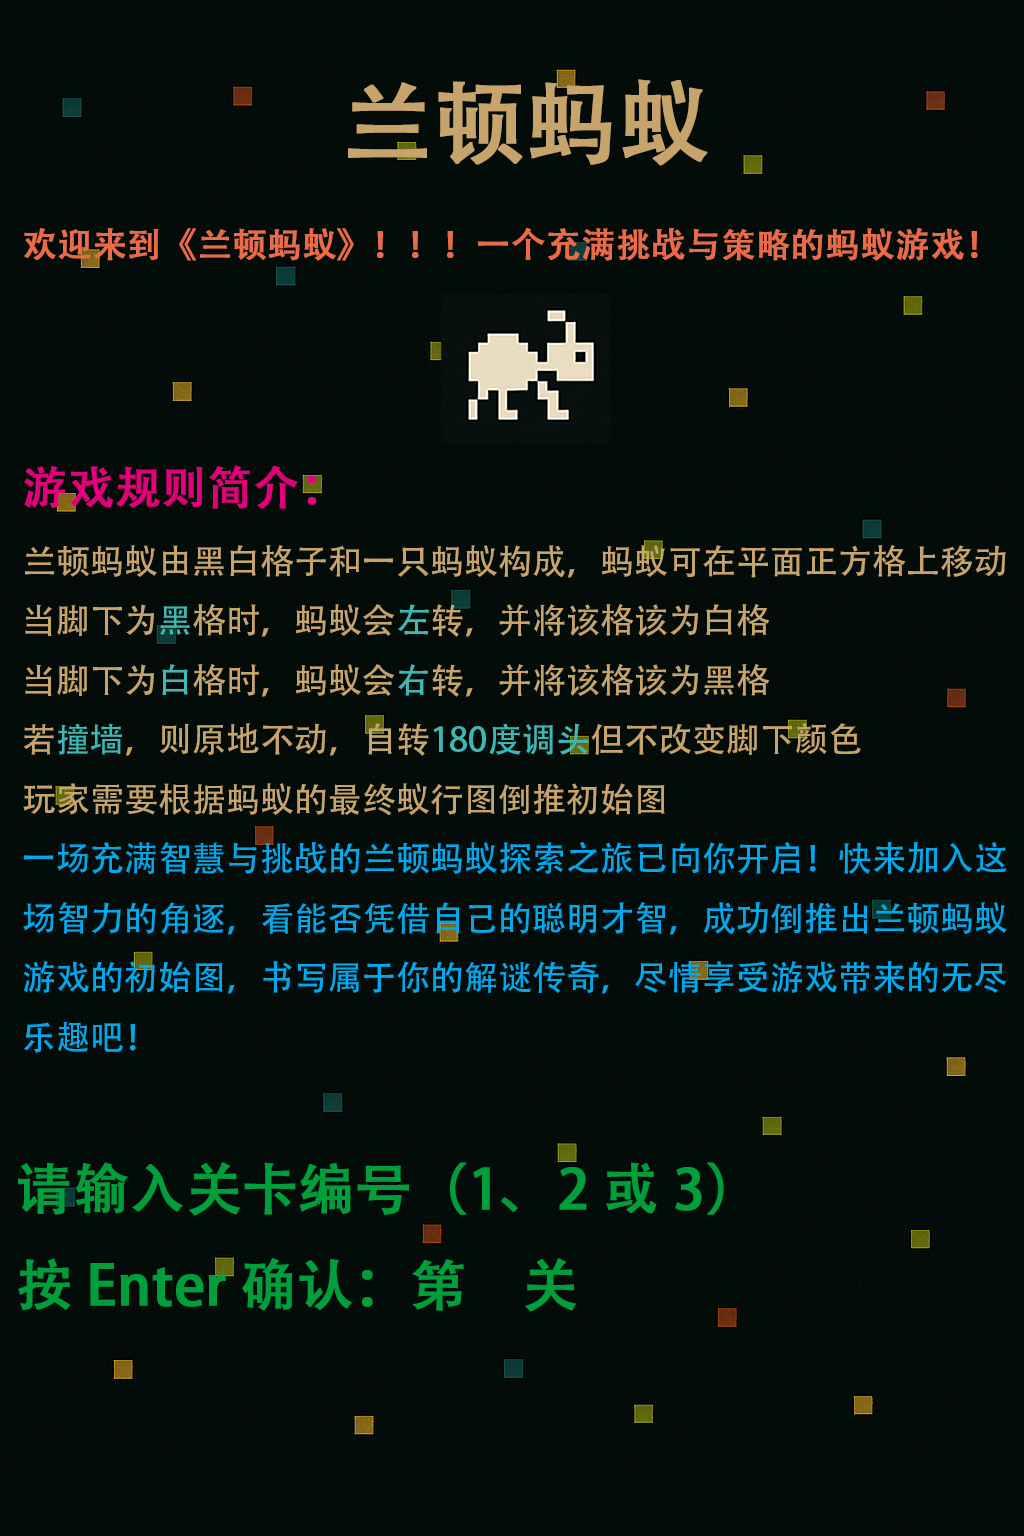 兰顿蚂蚁
欢迎来到《兰顿蚂蚁》！！！一个充满挑战与策略的蚂蚁游戏！
游戏规则简介：
兰顿蚂蚁由黑白格子和一只蚂蚁构成，蚂蚁可在平面正方格上移动
当脚下为黑格时，蚂蚁会左转，并将该格该为白格
当脚下为白格时，蚂蚁会右转，并将该格该为黑格
若撞墙，则原地不动，自转180度调头但不改变脚下颜色
玩家需要根据蚂蚁的最终蚁行图倒推初始图
一场充满智慧与挑战的兰顿蚂蚁探索之旅已向你开启！快来加入这
场智力的角逐，看能否凭借自己的聪明才智，成功倒推出兰顿蚂蚁
游戏的初始图，书写属于你的解谜传奇，尽情享受游戏带来的无尽
乐趣吧！
请输入关卡编号（1、2 或 3）
按 Enter 确认：第　关